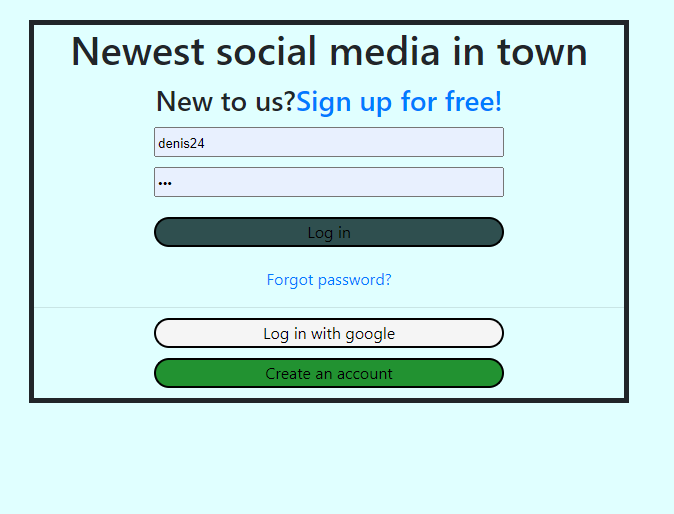 Newest social media in town
New to us?Sign up for free!
denis24
•••
Log in
Forgot password?
Log in with google
Create an account